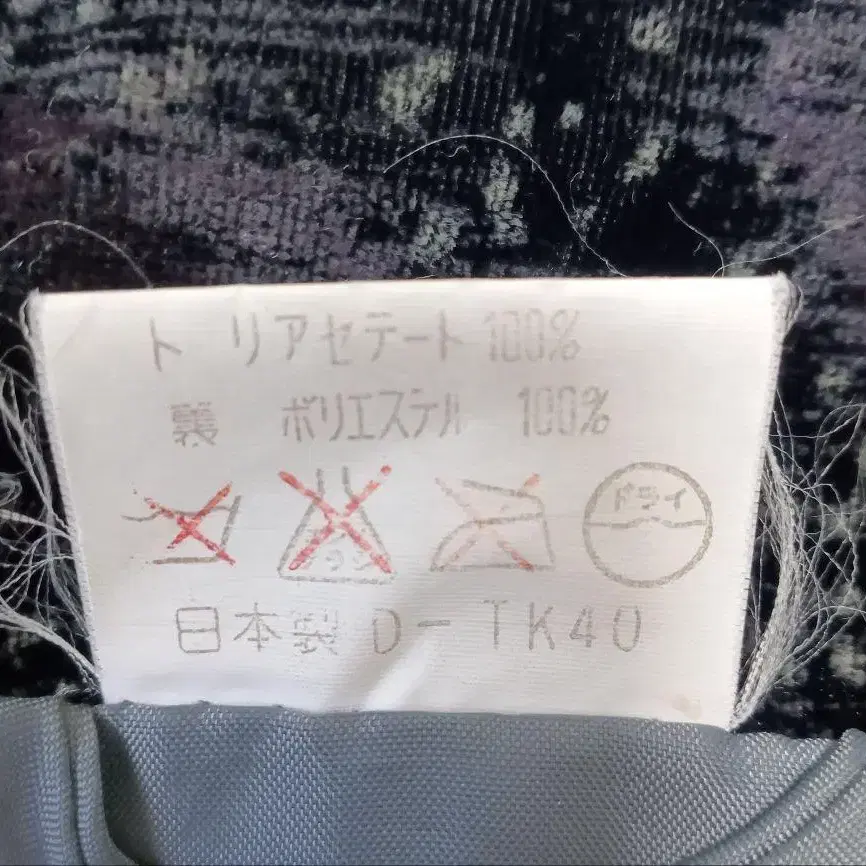 トリアセテート 100%
裏 ポリエステル 100%
ドライ
日本製 D-TK40